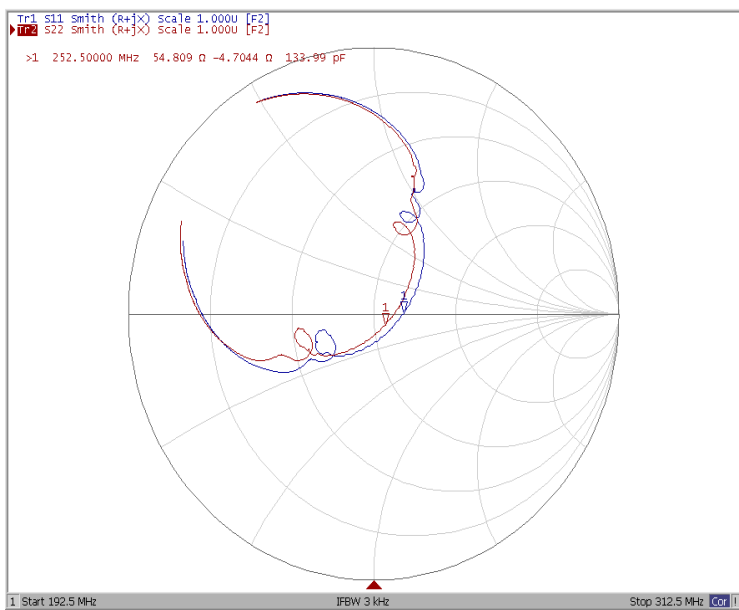 Tr1 S11 Smith (R+jX) Scale 1.000U [F2]
Tr2 S22 Smith (R+jX) Scale 1.000U [F2]
>1 252.50000 MHz 54.809 Ω -4.7044 Ω 133.99 pF
1
1
1 Start 192.5 MHz IFBW 3 kHz Stop 312.5 MHz Cor !